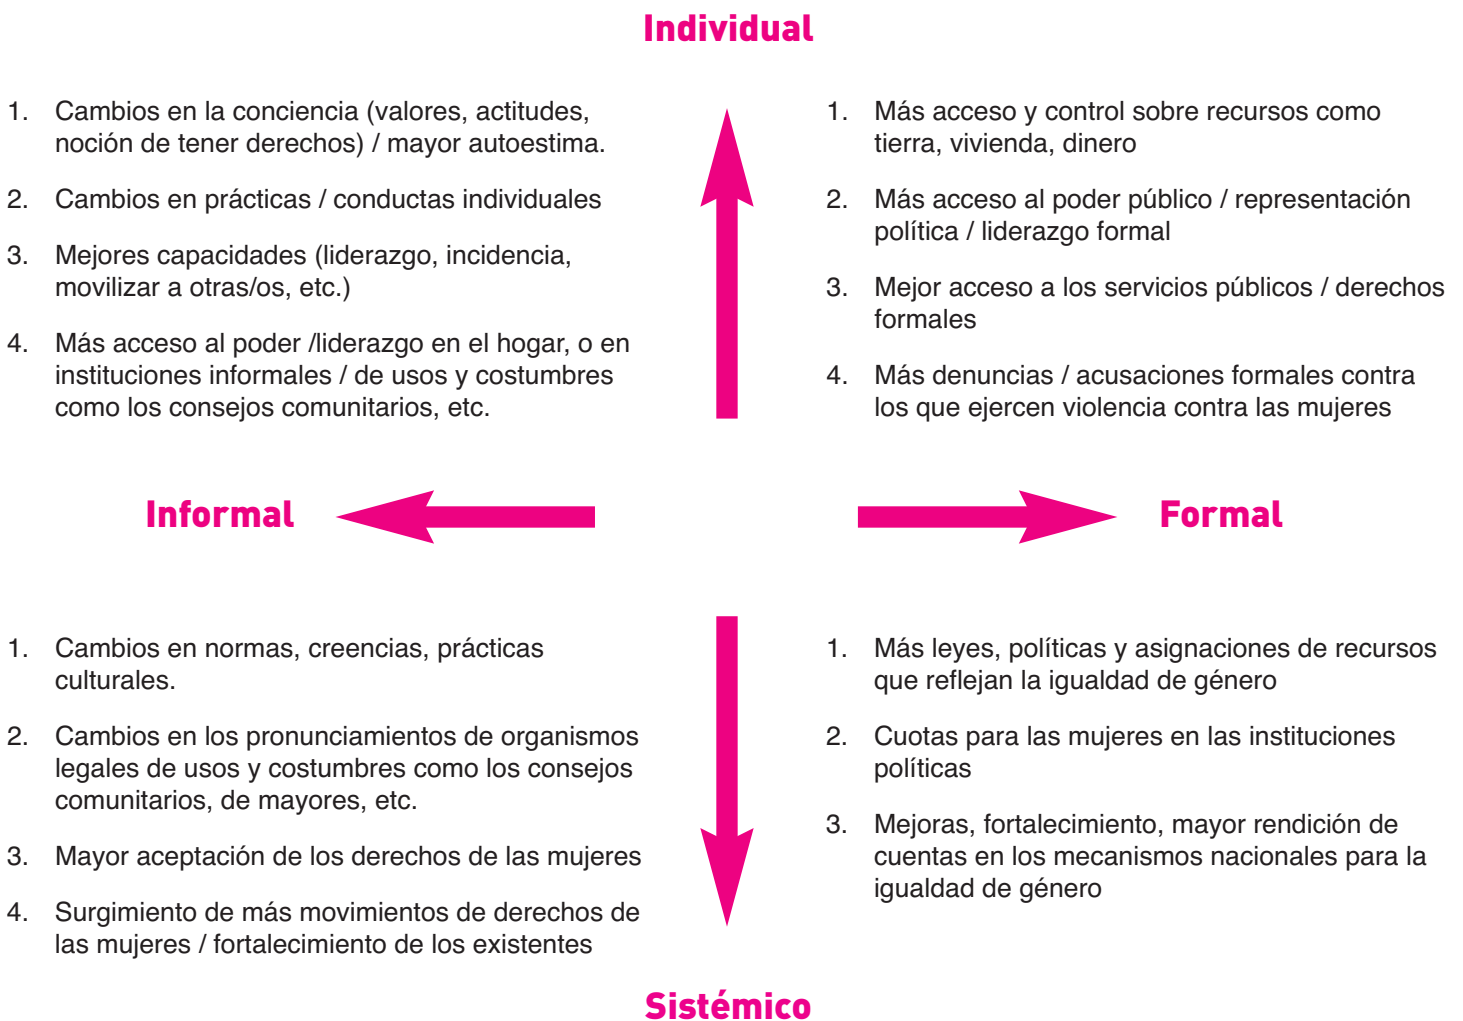 Individual
1. Cambios en la conciencia (valores, actitudes,
noción de tener derechos) / mayor autoestima.
2. Cambios en prácticas / conductas individuales
3. Mejores capacidades (liderazgo, incidencia,
movilizar a otras/os, etc.)
4. Más acceso al poder /liderazgo en el hogar, o en
instituciones informales / de usos y costumbres
como los consejos comunitarios, etc.
1. Más acceso y control sobre recursos como
tierra, vivienda, dinero
2. Más acceso al poder público / representación
política / liderazgo formal
3. Mejor acceso a los servicios públicos / derechos
formales
4. Más denuncias / acusaciones formales contra
los que ejercen violencia contra las mujeres
Informal
Formal
1. Cambios en normas, creencias, prácticas
culturales.
2. Cambios en los pronunciamientos de organismos
legales de usos y costumbres como los consejos
comunitarios, de mayores, etc.
3. Mayor aceptación de los derechos de las mujeres
4. Surgimiento de más movimientos de derechos de
las mujeres / fortalecimiento de los existentes
1. Más leyes, políticas y asignaciones de recursos
que reflejan la igualdad de género
2. Cuotas para las mujeres en las instituciones
políticas
3. Mejoras, fortalecimiento, mayor rendición de
cuentas en los mecanismos nacionales para la
igualdad de género
Sistémico